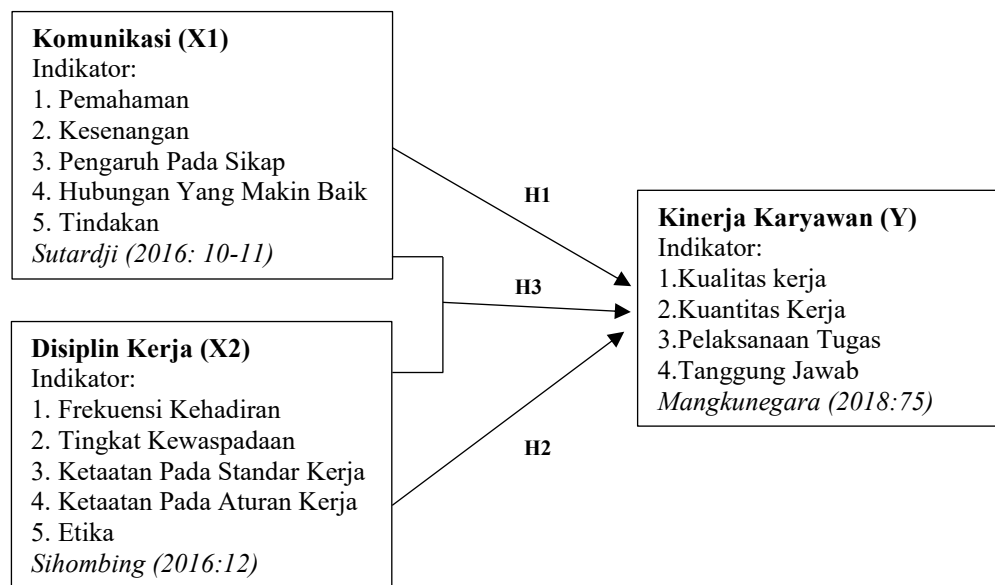 Komunikasi (X1)
Indikator:
1. Pemahaman
2. Kesenangan
3. Pengaruh Pada Sikap
4. Hubungan Yang Makin Baik
5. Tindakan
Sutardji (2016: 10-11)
H1
H3
H2
Disiplin Kerja (X2)
Indikator:
1. Frekuensi Kehadiran
2. Tingkat Kewaspadaan
3. Ketaatan Pada Standar Kerja
4. Ketaatan Pada Aturan Kerja
5. Etika
Sihombing (2016:12)
Kinerja Karyawan (Y)
Indikator:
1.Kualitas kerja
2.Kuantitas Kerja
3.Pelaksanaan Tugas
4.Tanggung Jawab
Mangkunegara (2018:75)